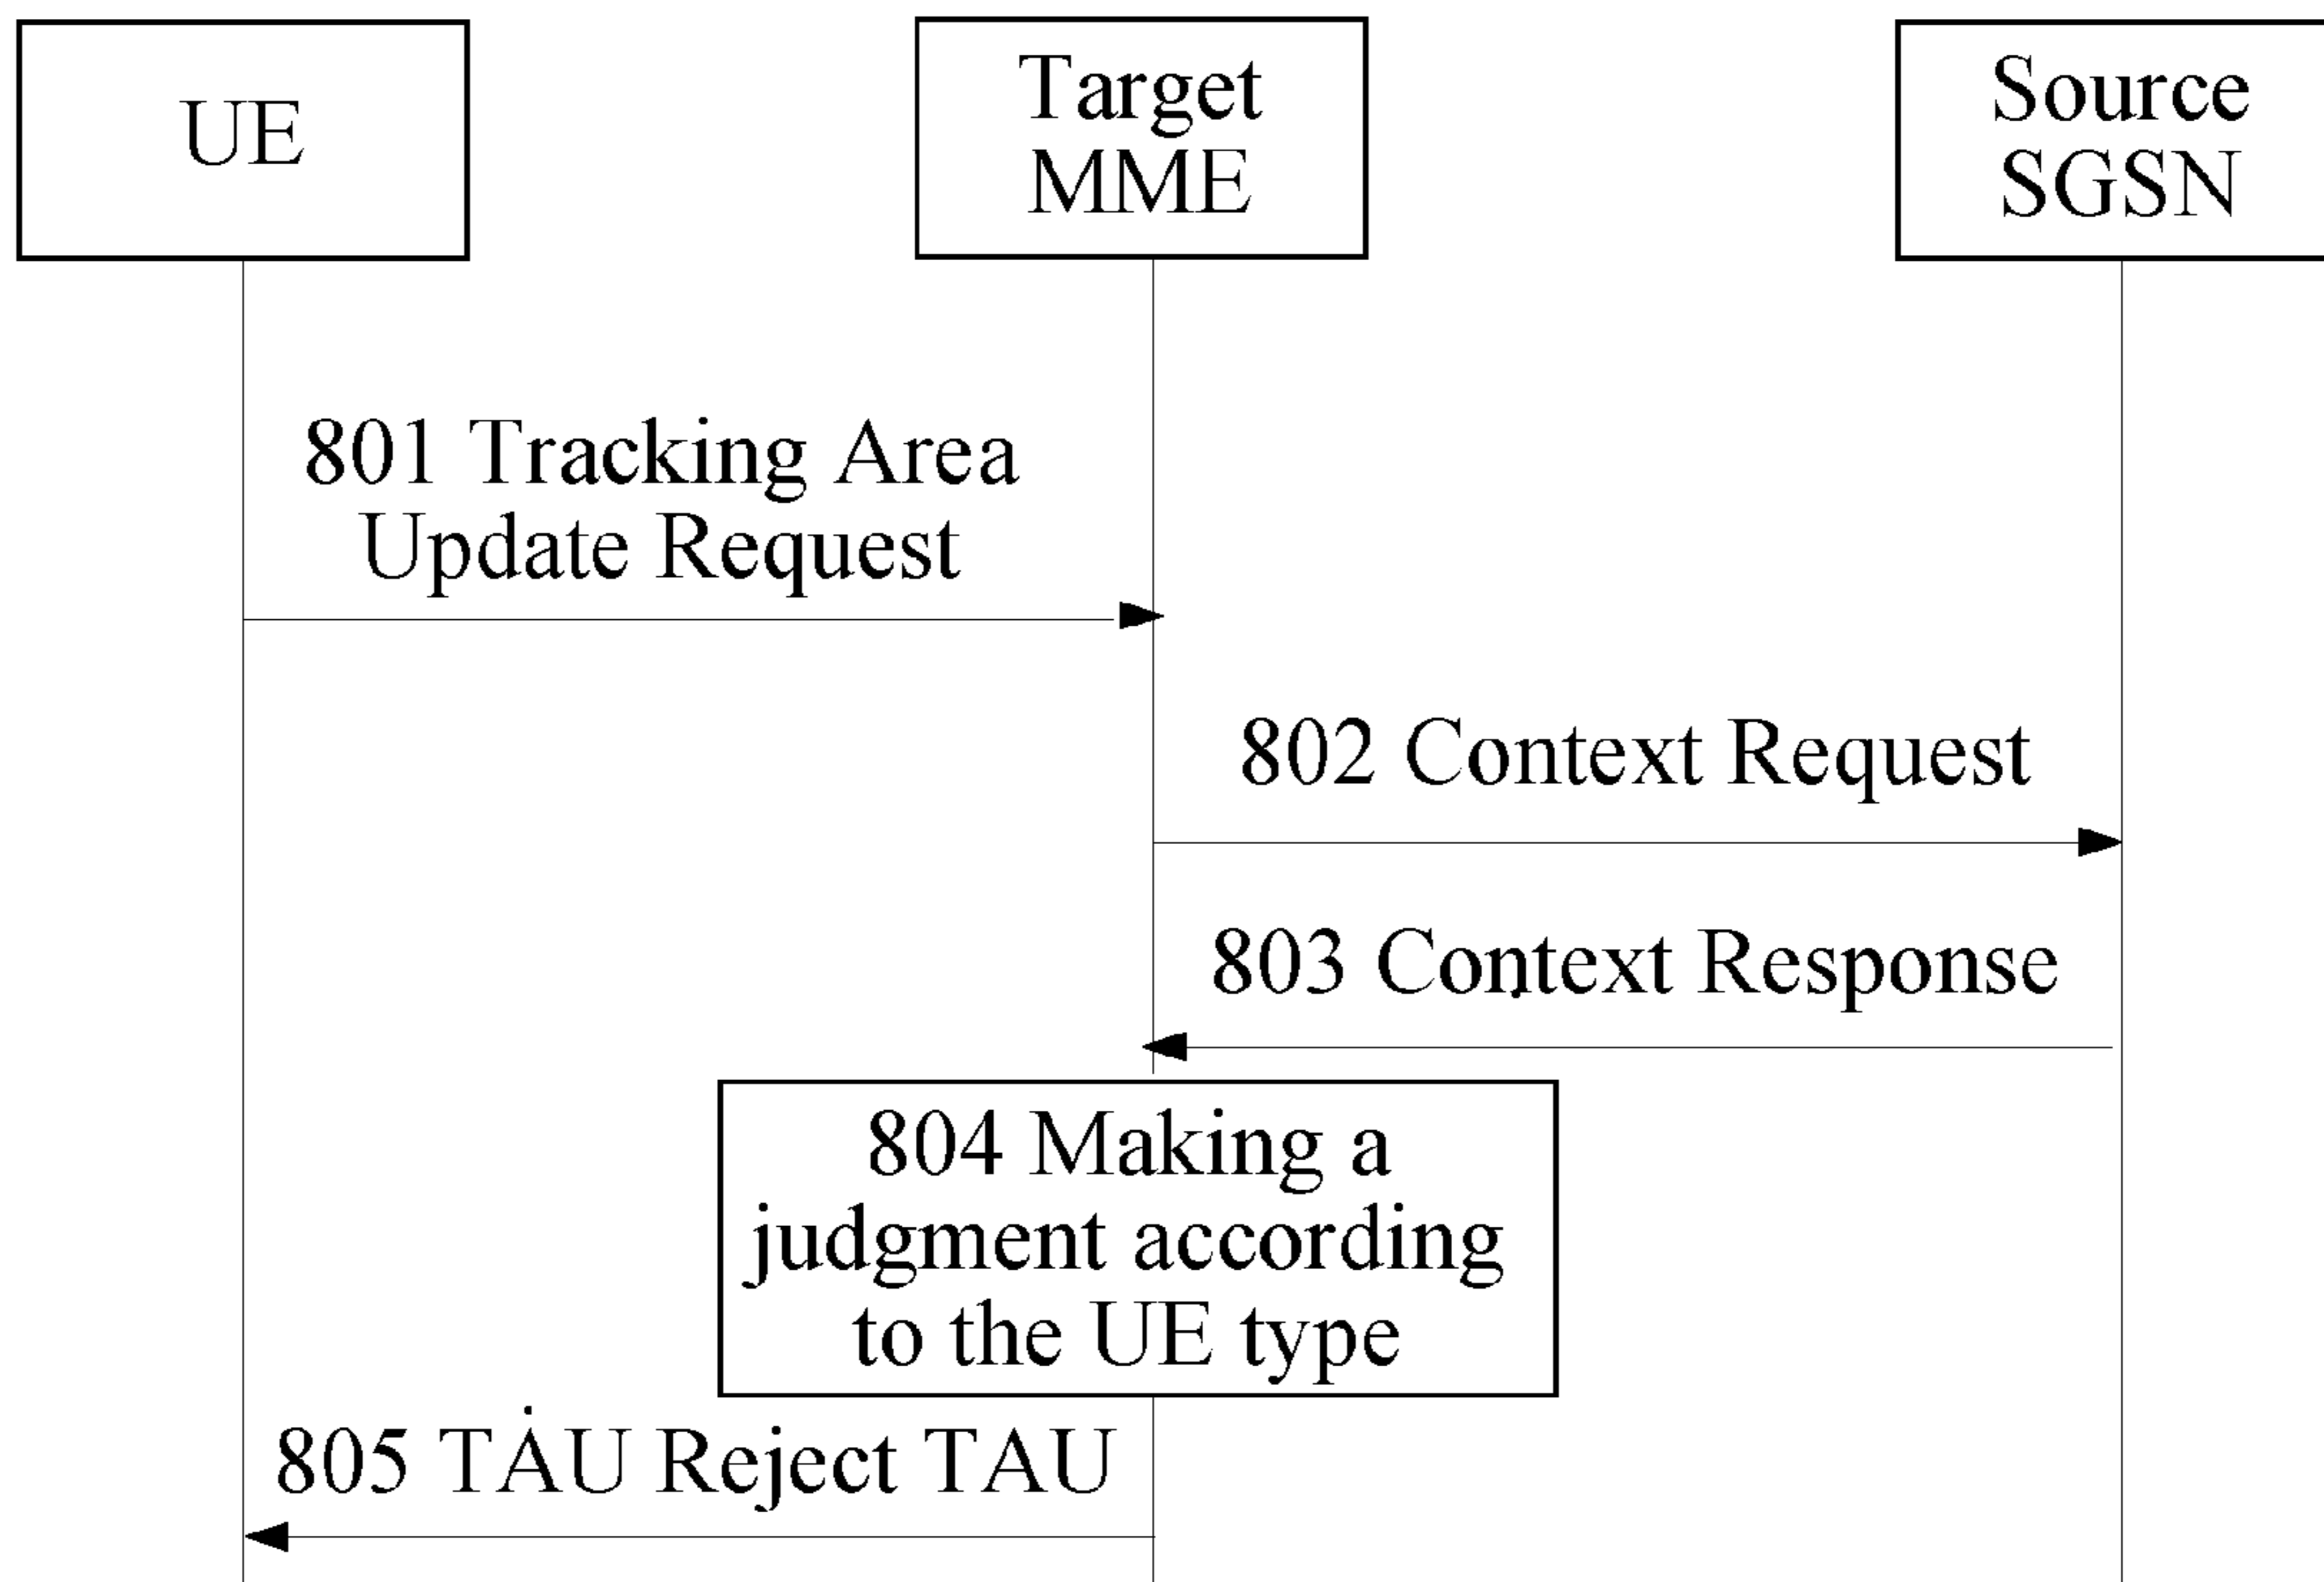 UE
Target
MME
Source
SGSN
801 Tracking Area
Update Request
802 Context Request
803 Context Response
804 Making a
judgment according
to the UE type
805 TAU Reject TAU